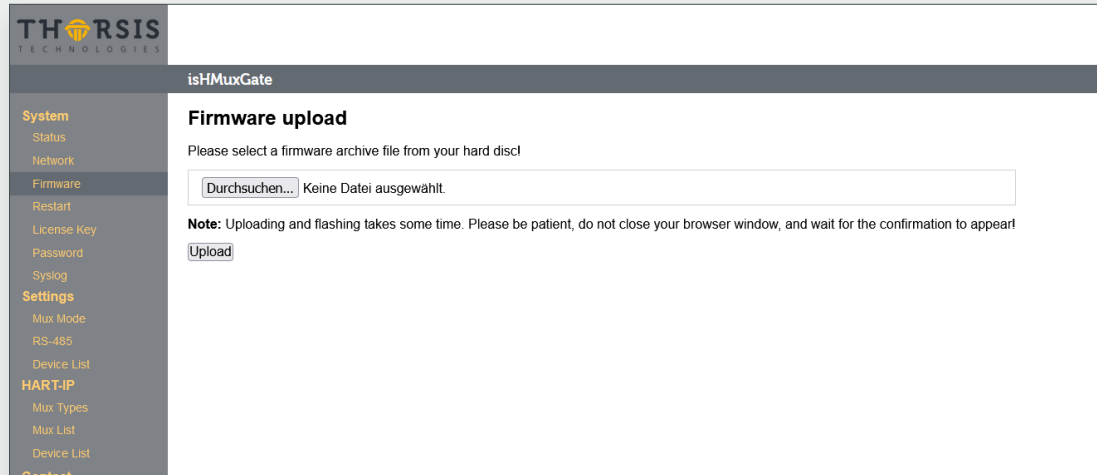 THORSIS
TECHNOLOGIES
isHMuxGate
System
Status
Network
Firmware
Restart
License Key
Password
Syslog
Settings
Mux Mode
RS-485
Device List
HART-IP
Mux Types
Mux List
Device List
Contact
Firmware upload
Please select a firmware archive file from your hard disc!
Durchsuchen... Keine Datei ausgewählt.
Note: Uploading and flashing takes some time. Please be patient, do not close your browser window, and wait for the confirmation to appear!
Upload